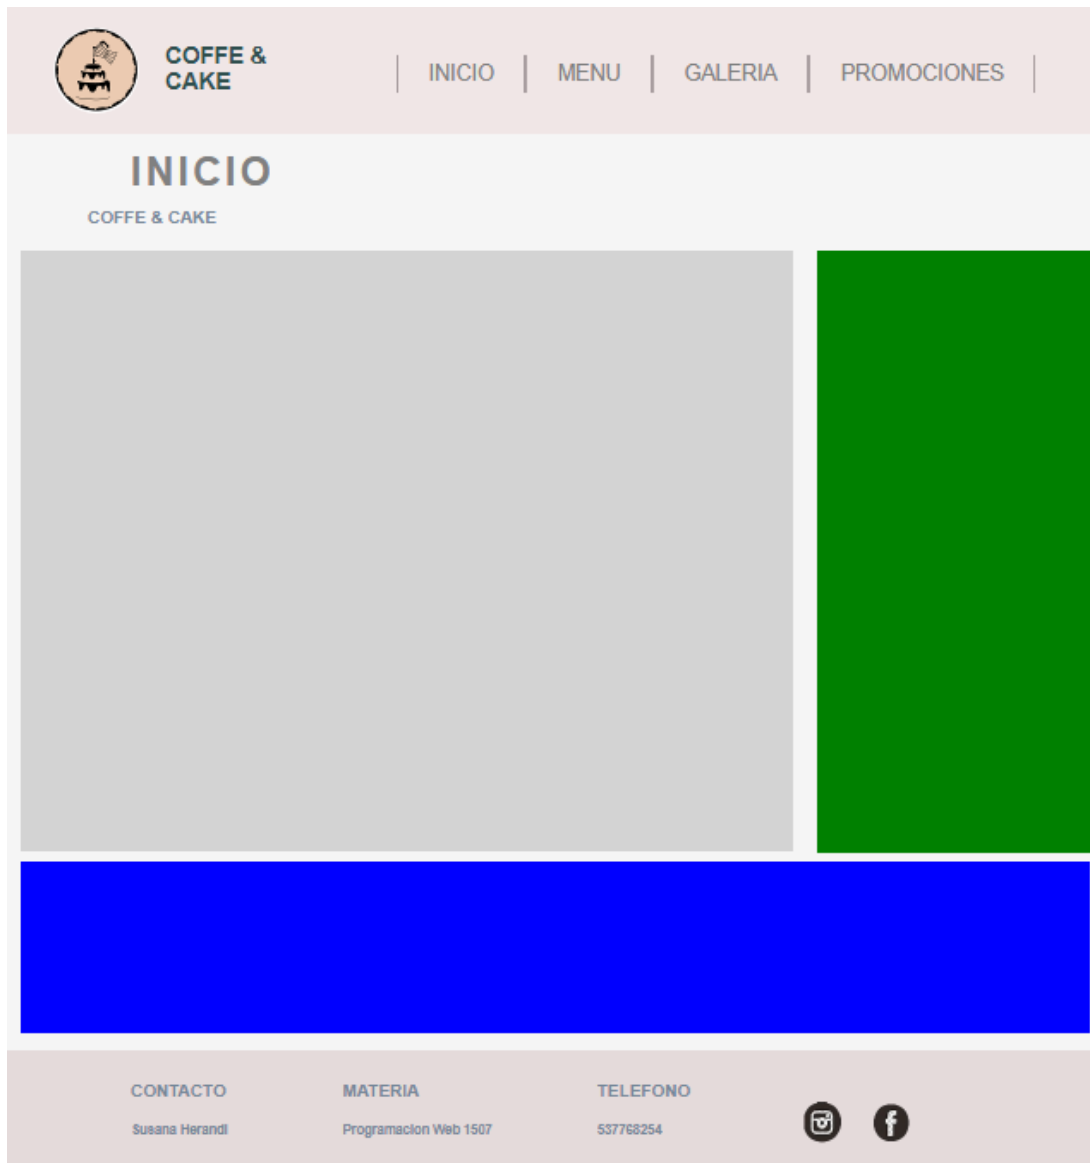 COFFE &
CAKE
INICIO
MENU
GALERIA
PROMOCIONES
INICIO
COFFE & CAKE
CONTACTO
MATERIA
TELEFONO
Susana Herandi
Programacion Web 1507
537768254